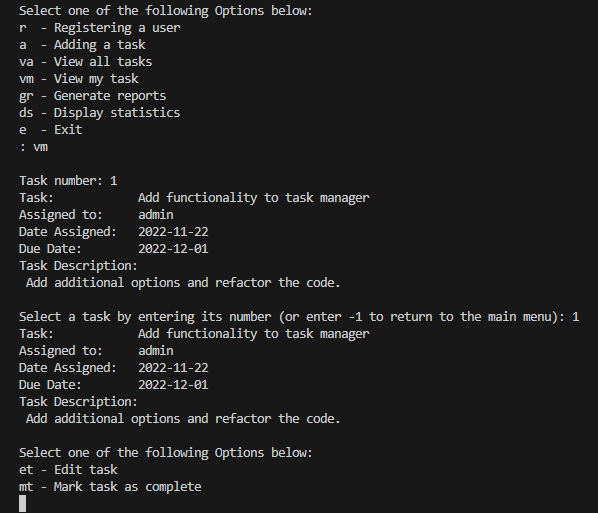 Select one of the following Options below:
r  - Registering a user
a  - Adding a task
va - View all tasks
vm - View my task
gr - Generate reports
ds - Display statistics
e  - Exit
: vm

Task number: 1
Task:            Add functionality to task manager
Assigned to:     admin
Date Assigned:   2022-11-22
Due Date:        2022-12-01
Task Description:
 Add additional options and refactor the code.

Select a task by entering its number (or enter -1 to return to the main menu): 1
Task:            Add functionality to task manager
Assigned to:     admin
Date Assigned:   2022-11-22
Due Date:        2022-12-01
Task Description:
 Add additional options and refactor the code.

Select one of the following Options below:
et - Edit task
mt - Mark task as complete